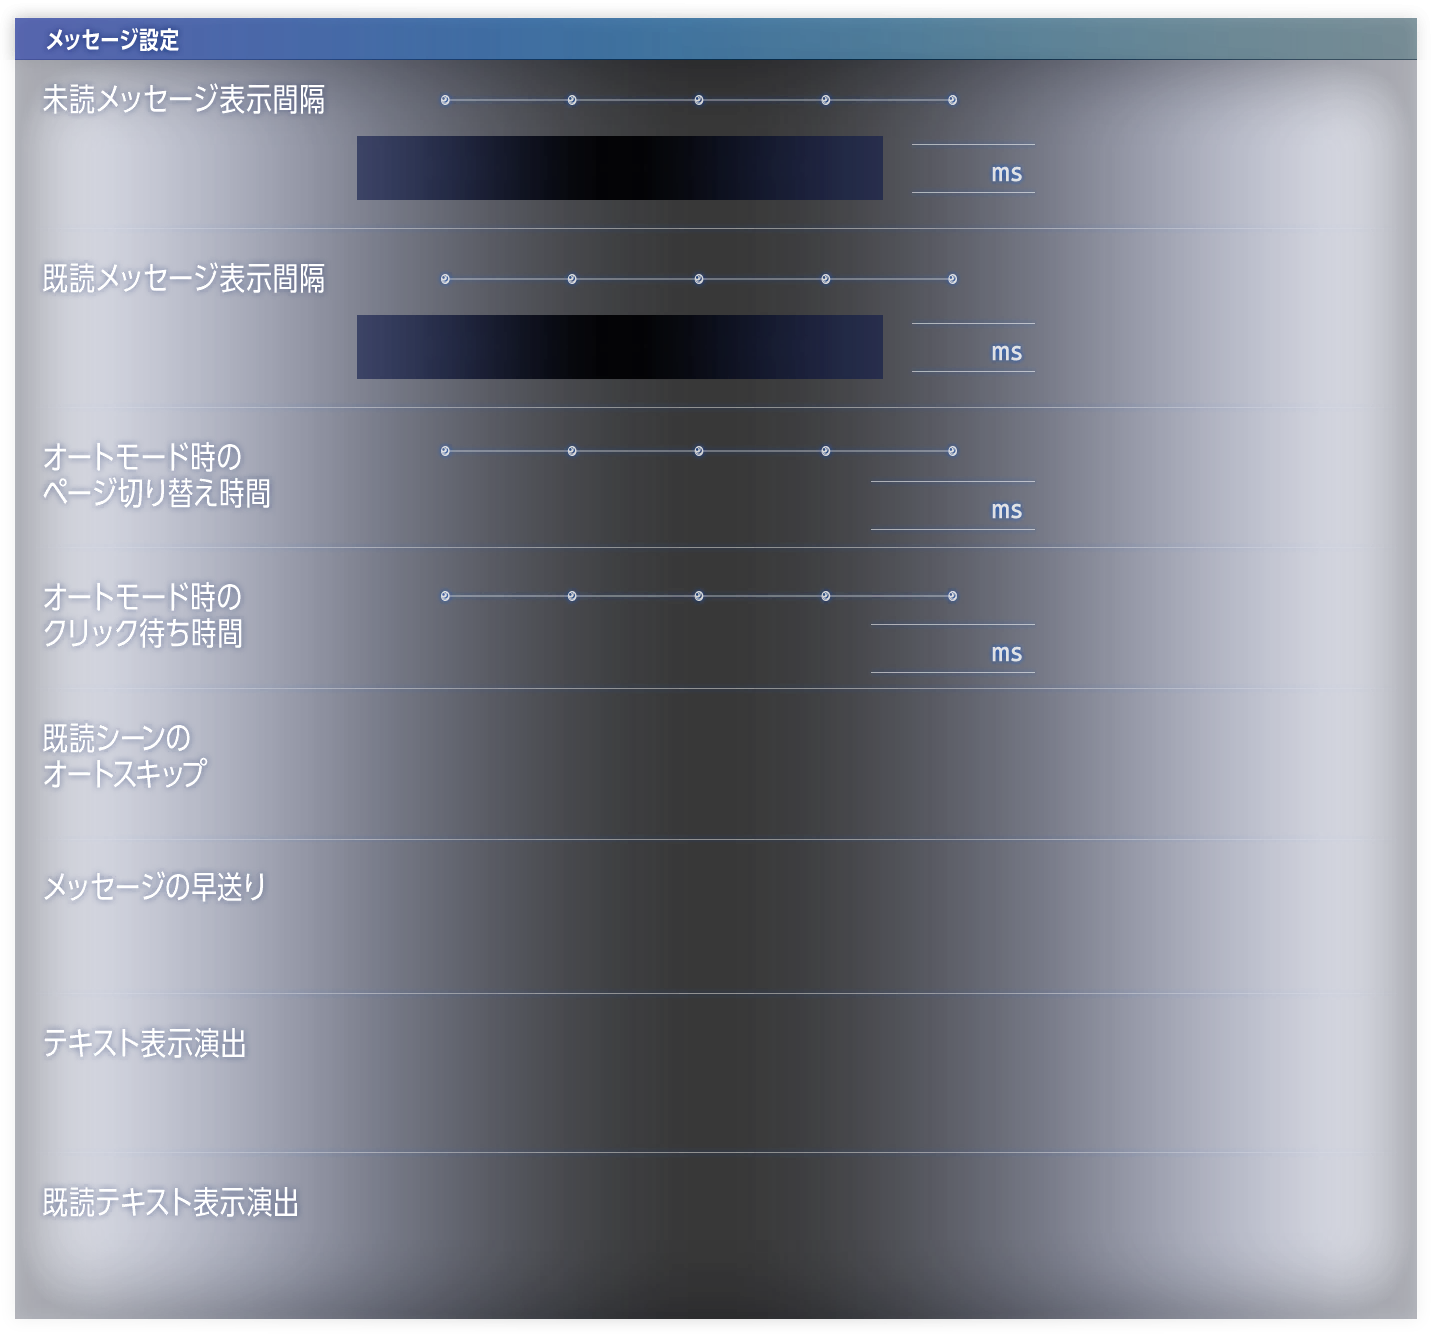 メッセージ設定
未読メッセージ表示間隔
ms
既読メッセージ表示間隔
ms
オートモード時の
ページ切り替え時間
ms
オートモード時の
クリック待ち時間
ms
既読シーンの
オートスキップ
メッセージの早送り
テキスト表示演出
既読テキスト表示演出